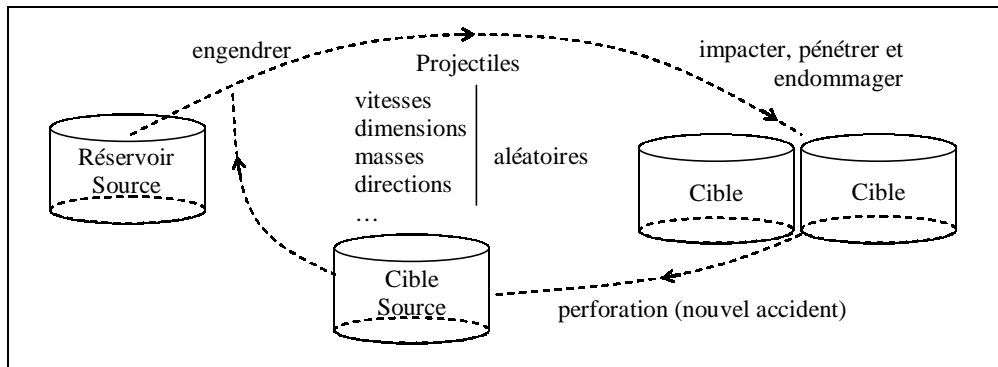 engendrer
impacter, pénétrer et
endommager
Projectiles
vitesses
dimensions
masses
directions
…
aléatoires
Réservoir
Source
Cible
Cible
Cible
Source
perforation (nouvel accident)